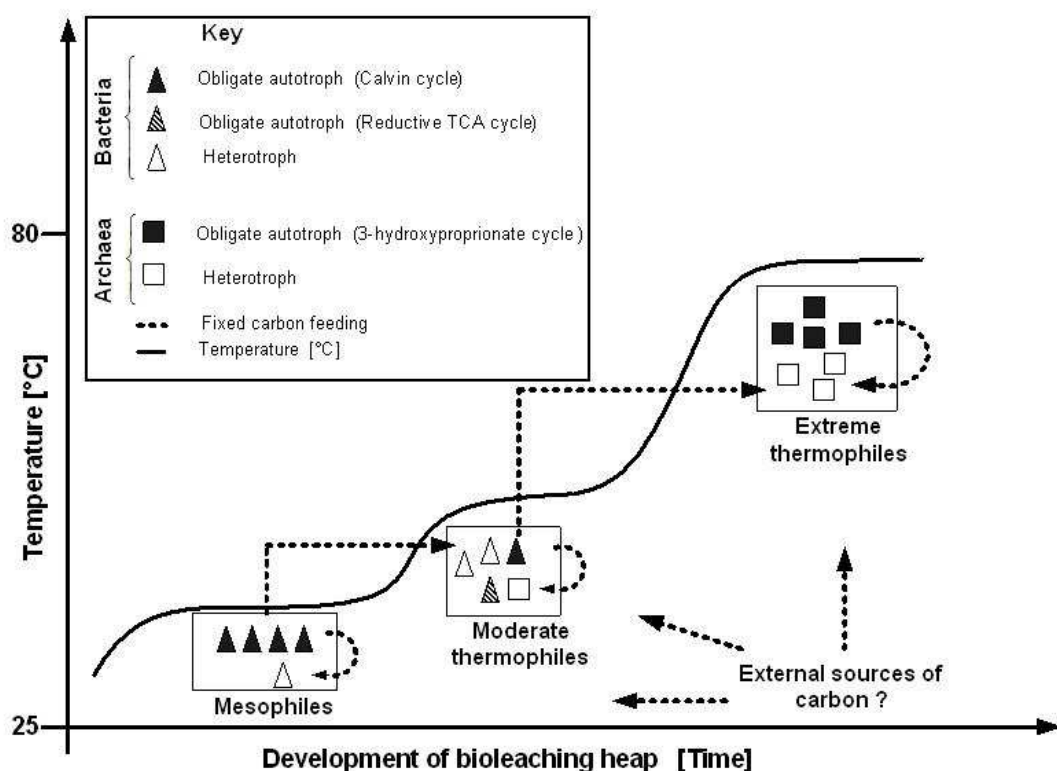 Key
Bacteria
Obligate autotroph (Calvin cycle)
Obligate autotroph (Reductive TCA cycle)
Heterotroph
Archaea
Obligate autotroph (3-hydroxyproprionate cycle)
Heterotroph
Fixed carbon feeding
Temperature [°C]
80
Temperature [°C]
25
Extreme
thermophiles
Moderate
thermophiles
Mesophiles
External sources of
carbon ?
Development of bioleaching heap [Time]